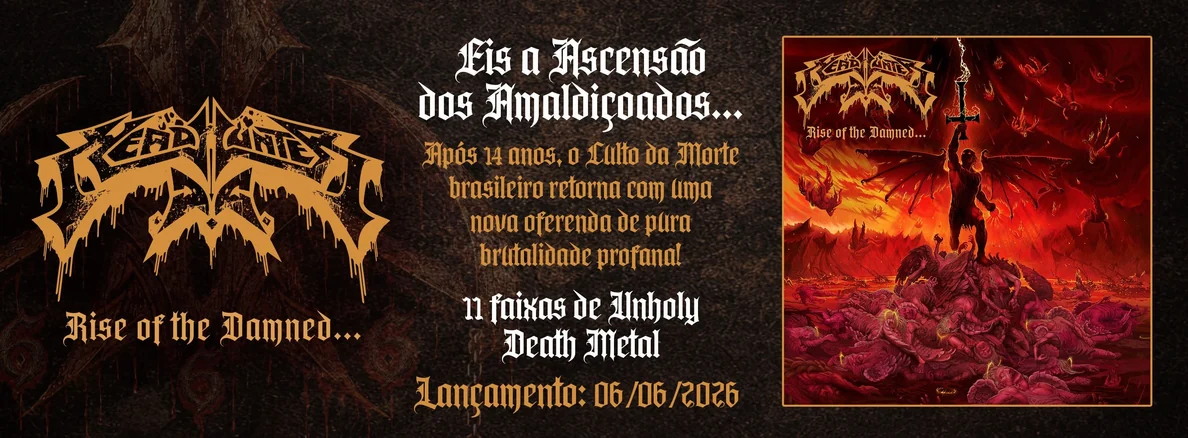 Rise of the Damned...
Eis a Ascensão
dos Amaldiçoados...
Após 14 anos, o Culto da Morte
brasileiro retorna com uma
nova oferenda de pura
brutalidade profana!
11 faixas de Unholy
Death Metal
Lançamento: 06/06/2026
Rise of the Damned...